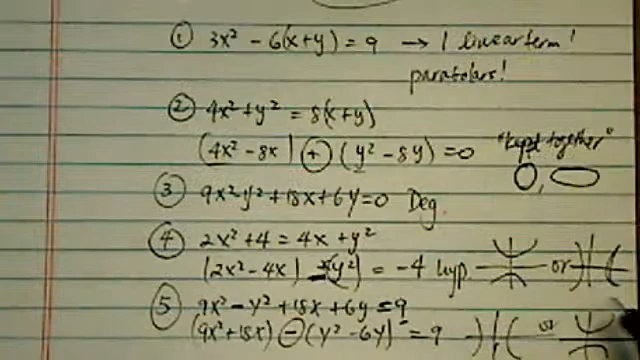 ① 3x² - 6(x+y) = 9 → 1 linear term!
parabolars!
② 4x² + y² = 8(x+y)
(4x² - 8x) + (y² - 8y) = 0 "kept together"
③ 9x² - y² + 18x + 6y = 0 Deg.
④ 2x² + 4 = 4x + y²
(2x² - 4x) - (y²) = -4 hyp. or
⑤ 9x² - y² + 18x + 6y = 9
(9x² + 18x) - (y² - 6y) = 9 or